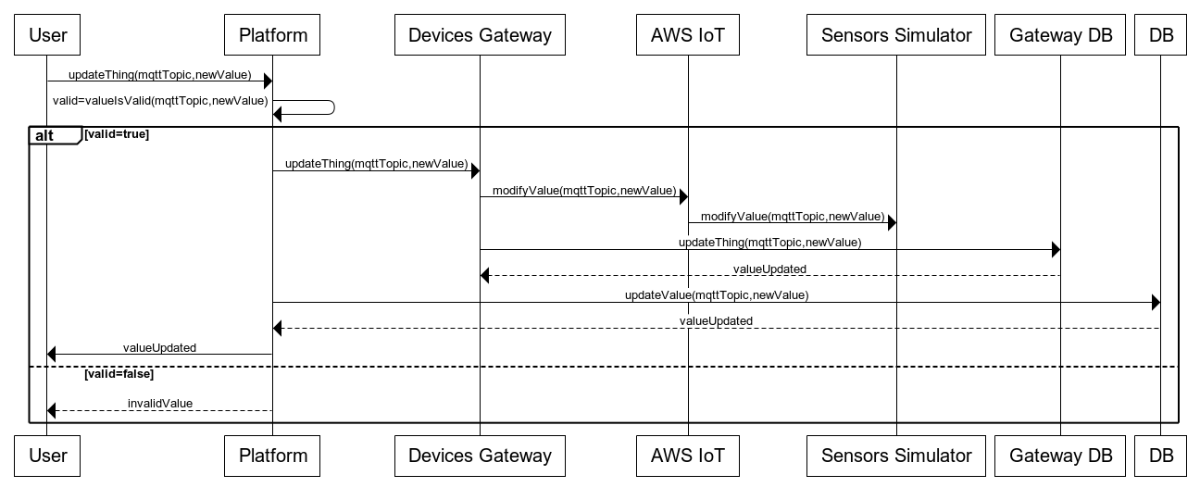 User Platform Devices Gateway AWS IoT Sensors Simulator Gateway DB DB
updateThing(mqttTopic,newValue)
valid=valueIsValid(mqttTopic,newValue)
alt [valid=true]
updateThing(mqttTopic,newValue)
modifyValue(mqttTopic,newValue)
modifyValue(mqttTopic,newValue)
updateThing(mqttTopic,newValue)
valueUpdated
updateValue(mqttTopic,newValue)
valueUpdated
valueUpdated
[valid=false]
invalidValue
User Platform Devices Gateway AWS IoT Sensors Simulator Gateway DB DB